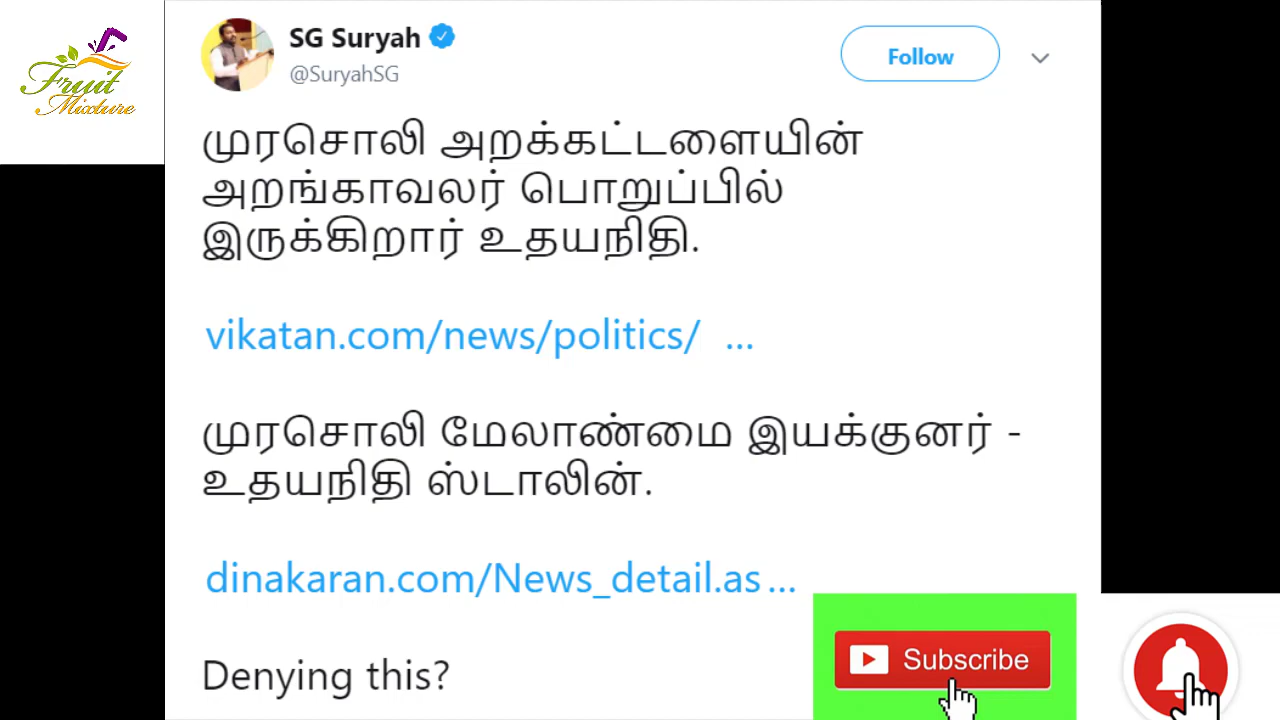 Fruit
Mixture
SG Suryah
@SuryahSG
Follow
முரசொலி அறக்கட்டளையின்
அறங்காவலர் பொறுப்பில்
இருக்கிறார் உதயநிதி.
vikatan.com/news/politics/ ...
முரசொலி மேலாண்மை இயக்குனர் -
உதயநிதி ஸ்டாலின்.
dinakaran.com/News_detail.as...
Denying this?
Subscribe